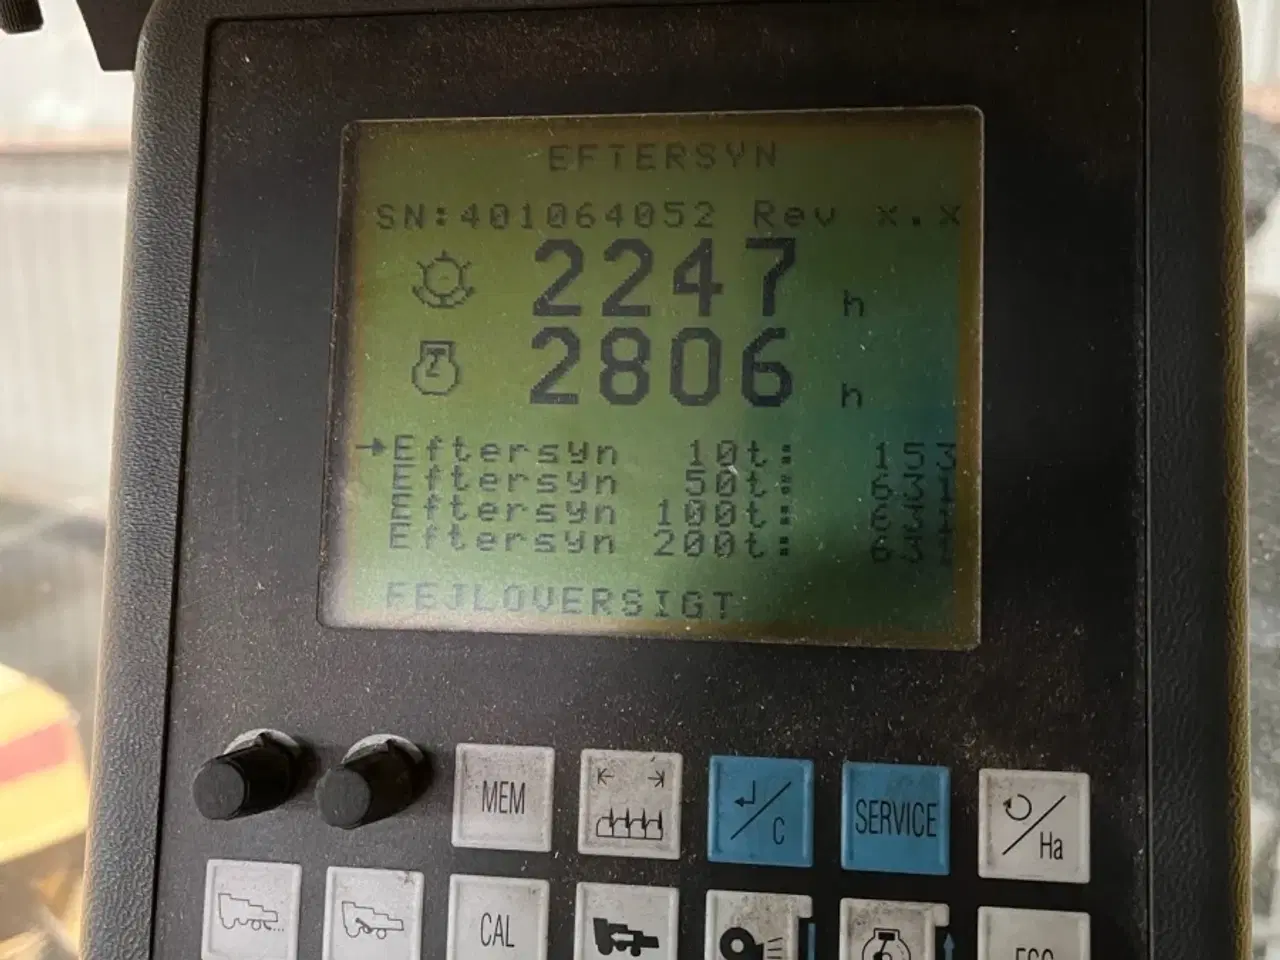 EFTERSYN
SN:401064052 Rev x.x
2247 h
2806 h
→Eftersyn 10t: 153
Eftersyn 50t: 631
Eftersyn 100t: 631
Eftersyn 200t: 631
FEJLOVERSIGT
MEM
C
SERVICE
Ha
CAL
ESC